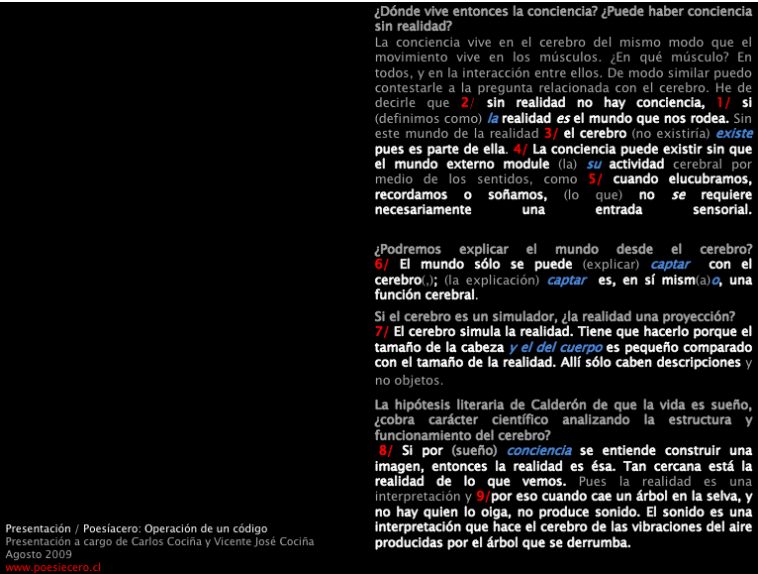 ¿Dónde vive entonces la conciencia? ¿Puede haber conciencia
sin realidad?
La conciencia vive en el cerebro del mismo modo que el
movimiento vive en los músculos. ¿En qué músculo? En
todos, y en la interacción entre ellos. De modo similar puedo
contestarle a la pregunta relacionada con el cerebro. He de
decirle que 2/ sin realidad no hay conciencia, 1/ si
(definimos como) la realidad es el mundo que nos rodea. Sin
este mundo de la realidad 3/ el cerebro (no existiría) existe
pues es parte de ella. 4/ La conciencia puede existir sin que
el mundo externo module (la) su actividad cerebral por
medio de los sentidos, como 5/ cuando elucubramos,
recordamos o soñamos, (lo que) no se requiere
necesariamente una entrada sensorial.
¿Podremos explicar el mundo desde el cerebro?
6/ El mundo sólo se puede (explicar) captar con el
cerebro(,); (la explicación) captar es, en sí mism(a)o, una
función cerebral.
Si el cerebro es un simulador, ¿la realidad una proyección?
7/ El cerebro simula la realidad. Tiene que hacerlo porque el
tamaño de la cabeza y el del cuerpo es pequeño comparado
con el tamaño de la realidad. Allí sólo caben descripciones y
no objetos.
La hipótesis literaria de Calderón de que la vida es sueño,
¿cobra carácter científico analizando la estructura y
funcionamiento del cerebro?
8/ Si por (sueño) conciencia se entiende construir una
imagen, entonces la realidad es ésa. Tan cercana está la
realidad de lo que vemos. Pues la realidad es una
interpretación y 9/por eso cuando cae un árbol en la selva, y
no hay quien lo oiga, no produce sonido. El sonido es una
interpretación que hace el cerebro de las vibraciones del aire
producidas por el árbol que se derrumba.
Presentación / Poesíacero: Operación de un código
Presentación a cargo de Carlos Cociña y Vicente José Cociña
Agosto 2009
www.poesiecero.cl